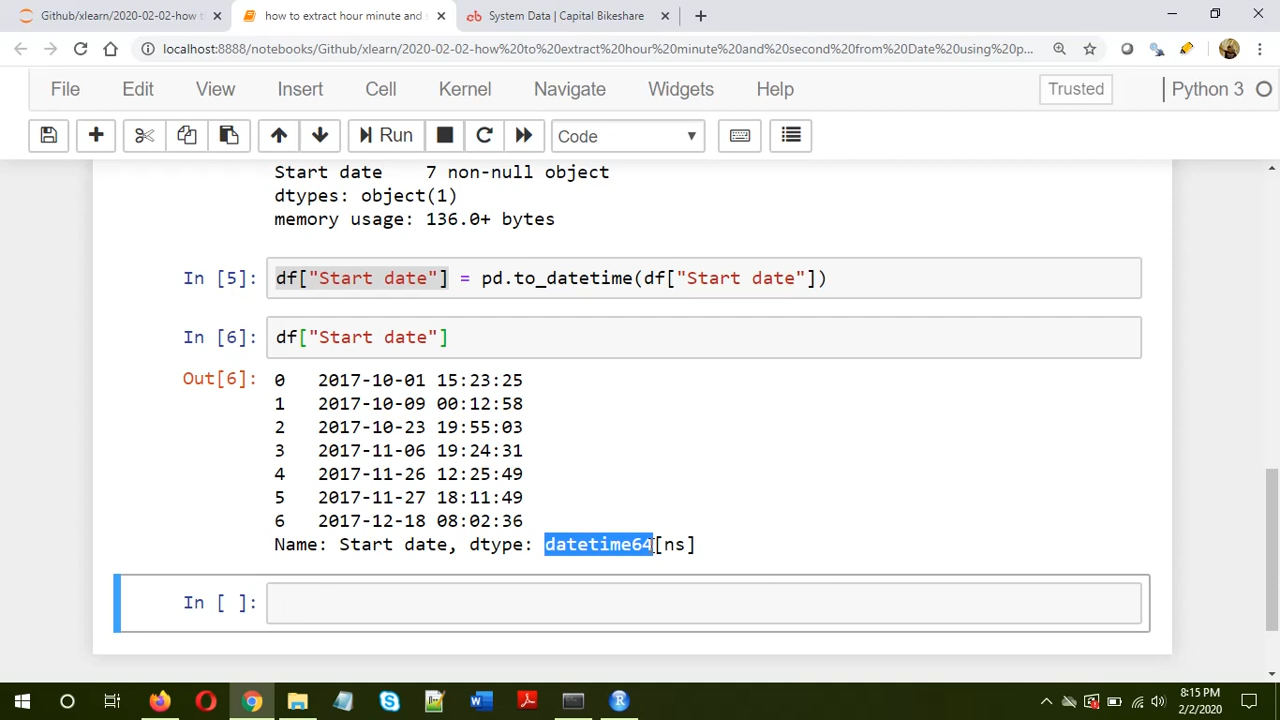 Github/xlearn/2020-02-02-how t
how to extract hour minute and s
System Data | Capital Bikeshare
localhost:8888/notebooks/Github/xlearn/2020-02-02-how%20to%20extract%20hour%20minute%20and%20second%20from%20Date%20using%20p...
File Edit View Insert Cell Kernel Navigate Widgets Help Trusted Python 3
Run Code
Start date    7 non-null object
dtypes: object(1)
memory usage: 136.0+ bytes
In [5]: df["Start date"] = pd.to_datetime(df["Start date"])
In [6]: df["Start date"]
Out[6]: 0   2017-10-01 15:23:25
1   2017-10-09 00:12:58
2   2017-10-23 19:55:03
3   2017-11-06 19:24:31
4   2017-11-26 12:25:49
5   2017-11-27 18:11:49
6   2017-12-18 08:02:36
Name: Start date, dtype: datetime64[ns]
In [ ]:
8:15 PM
2/2/2020